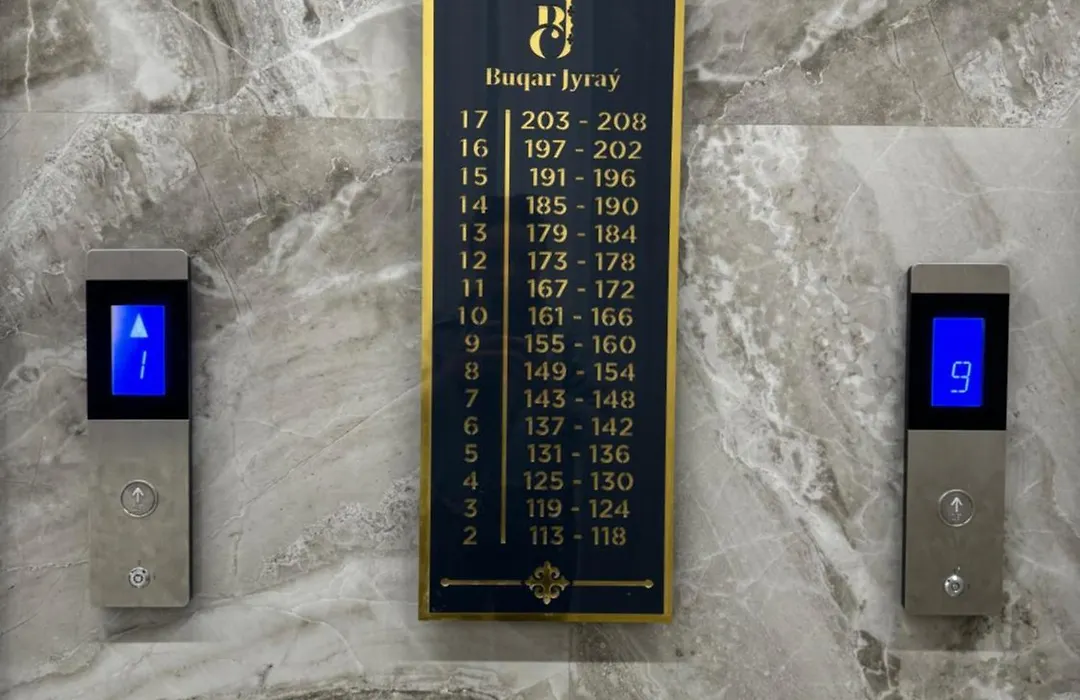 BJ
Buqar Jyraý
17 203 - 208
16 197 - 202
15 191 - 196
14 185 - 190
13 179 - 184
12 173 - 178
11 167 - 172
10 161 - 166
9 155 - 160
8 149 - 154
7 143 - 148
6 137 - 142
5 131 - 136
4 125 - 130
3 119 - 124
2 113 - 118
1
9